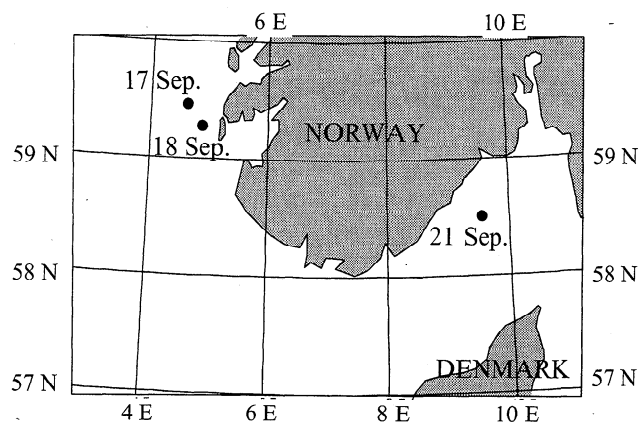 6 E 10 E
17 Sep.
18 Sep.
NORWAY
59 N 59 N
21 Sep.
58 N 58 N
DENMARK
57 N 57 N
4 E 6 E 8 E 10 E